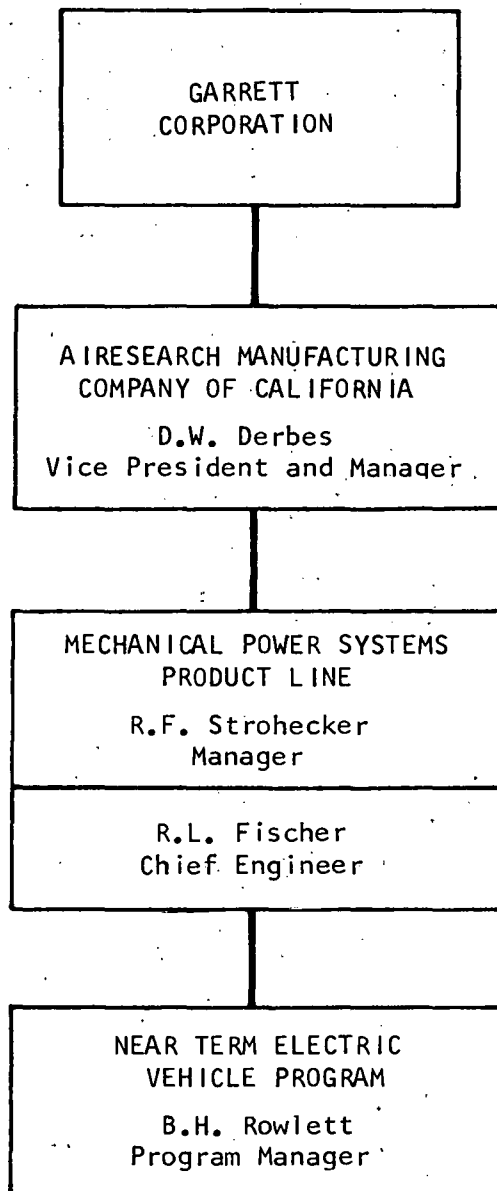 GARRETT
CORPORATION
AIRESEARCH MANUFACTURING
COMPANY OF CALIFORNIA
D.W. Derbes
Vice President and Manager
MECHANICAL POWER SYSTEMS
PRODUCT LINE
R.F. Strohecker
Manager
R.L. Fischer
Chief Engineer
NEAR TERM ELECTRIC
VEHICLE PROGRAM
B.H. Rowlett
Program Manager